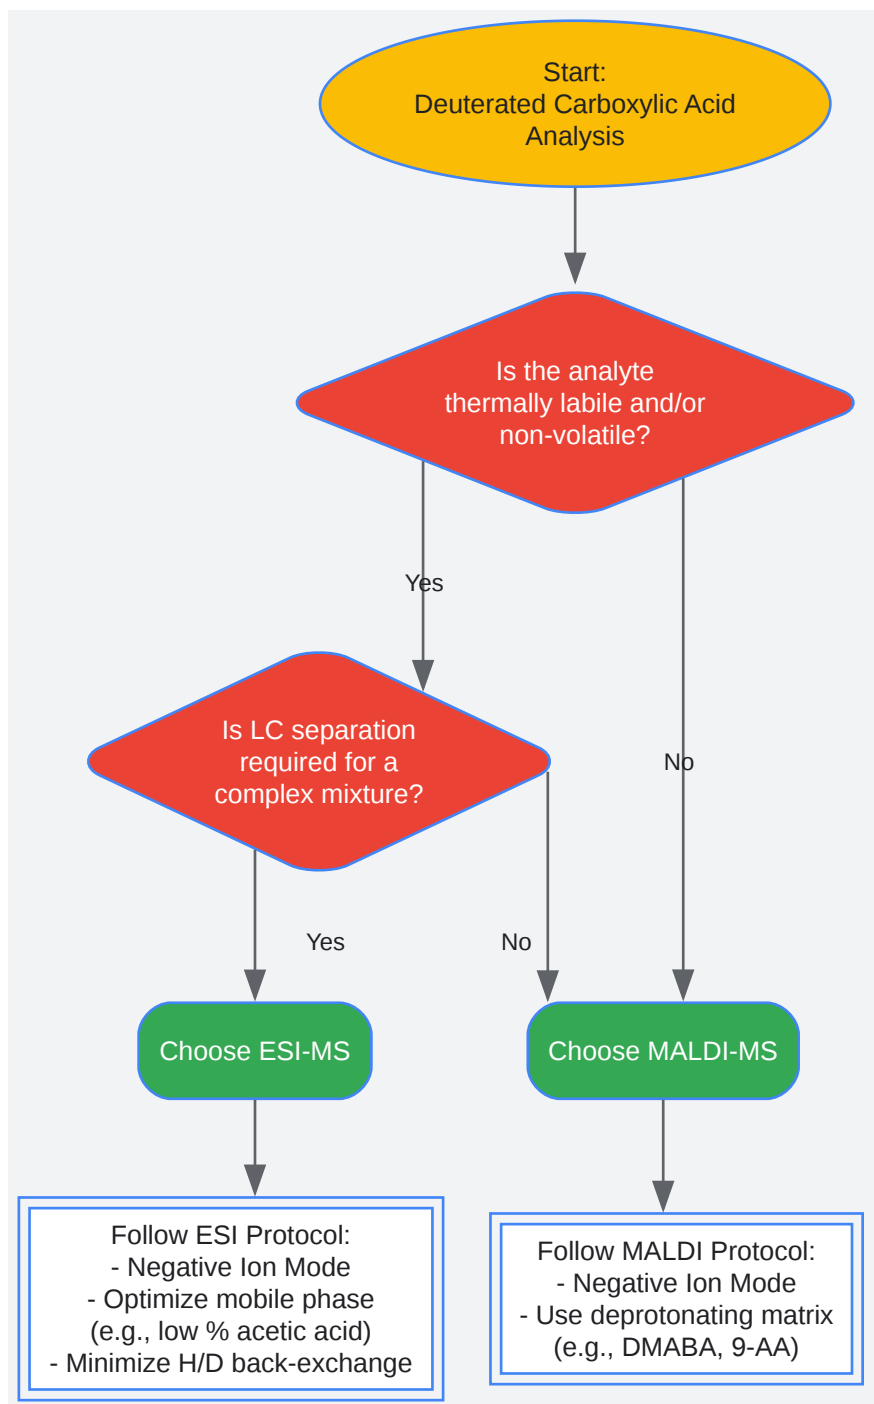 Start:
Deuterated Carboxylic Acid
Analysis
Is the analyte
thermally labile and/or
non-volatile?
Yes
Is LC separation
required for a
complex mixture?
No
Yes
No
Choose ESI-MS
Choose MALDI-MS
Follow ESI Protocol:
- Negative Ion Mode
- Optimize mobile phase
(e.g., low % acetic acid)
- Minimize H/D back-exchange
Follow MALDI Protocol:
- Negative Ion Mode
- Use deprotonating matrix
(e.g., DMABA, 9-AA)